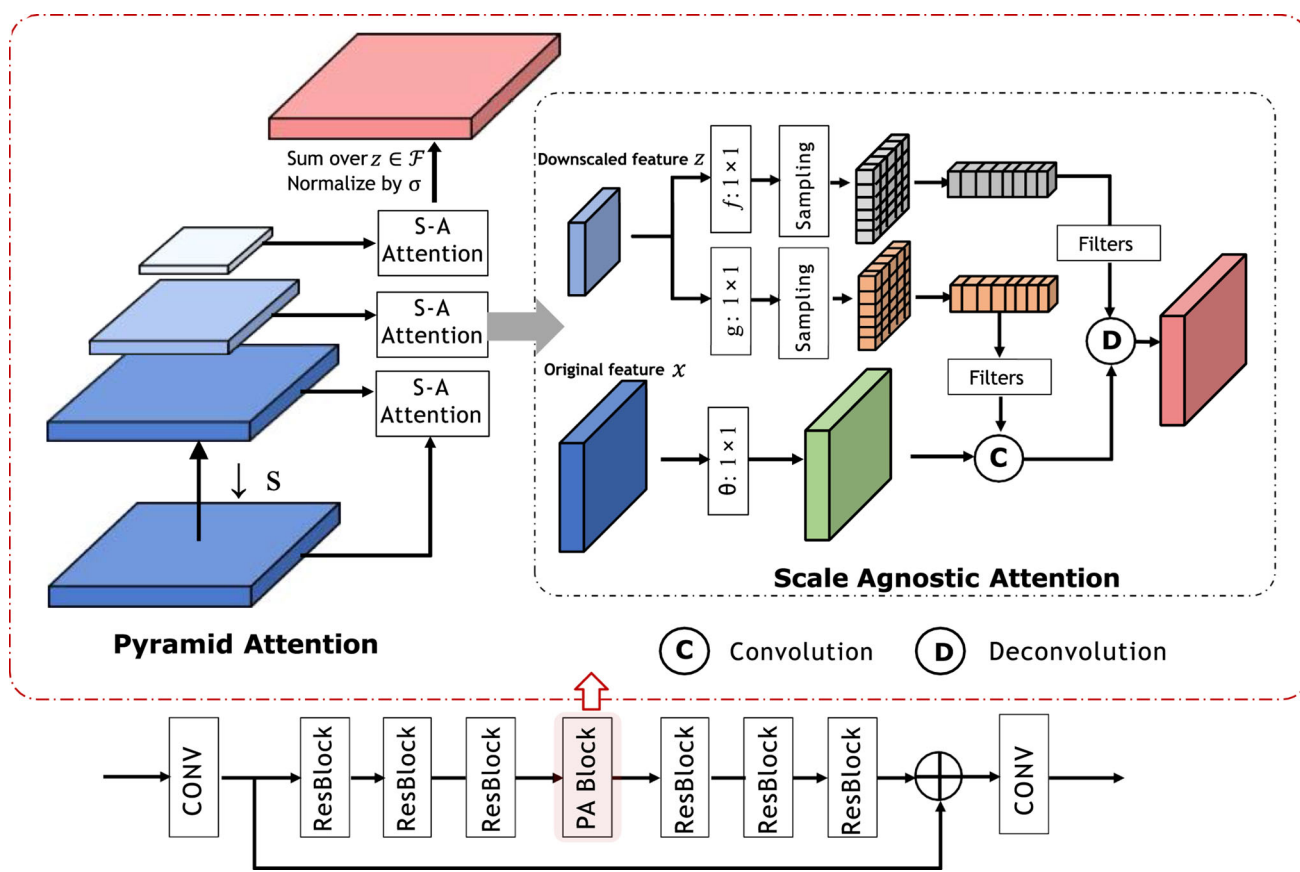 Sum over z ∈ ℱ
Normalize by σ
S-A
Attention
S-A
Attention
S-A
Attention
↓ S
Pyramid Attention
Downscaled feature z
f: 1 × 1
Sampling
g: 1 × 1
Sampling
Filters
Filters
D
C
Original feature x
θ: 1 × 1
Scale Agnostic Attention
C Convolution
D Deconvolution
CONV
ResBlock
ResBlock
ResBlock
PA Block
ResBlock
ResBlock
ResBlock
CONV